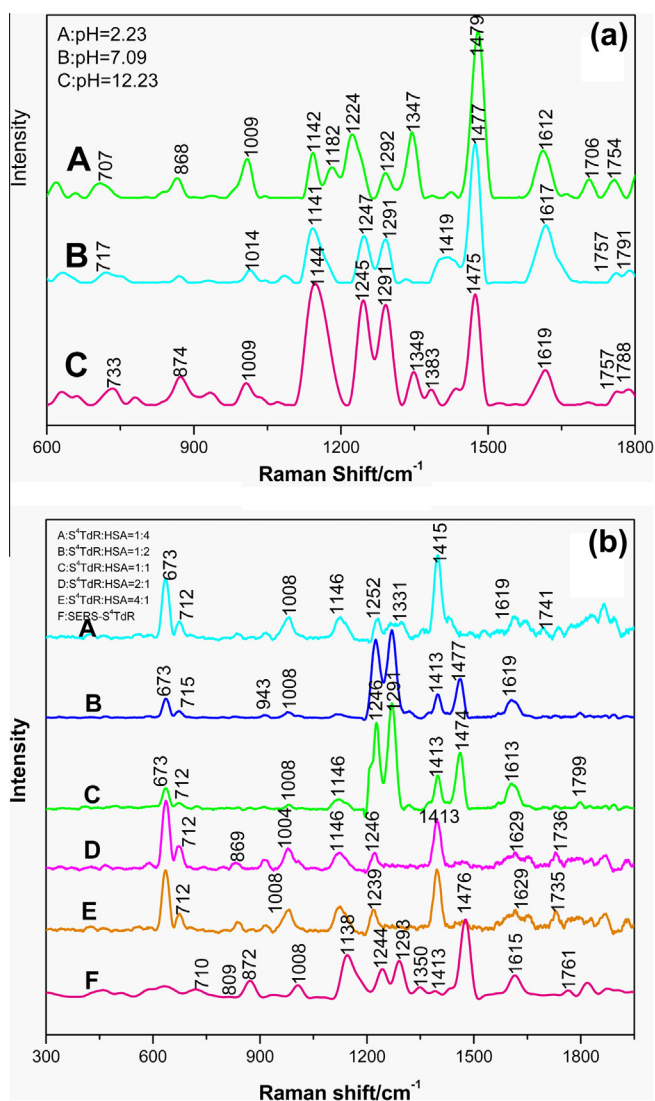 (a)
A:pH=2.23
B:pH=7.09
C:pH=12.23
Intensity
A
707 868 1009 1142 1182 1224 1292 1347 1479 1612 1706 1754
B
717 1014 1141 1247 1291 1419 1477 1617 1757 1791
C
733 874 1009 1144 1245 1291 1349 1383 1475 1619 1757 1788
600 900 1200 1500 1800
Raman Shift/cm⁻¹
(b)
A:S⁴TdR:HSA=1:4
B:S⁴TdR:HSA=1:2
C:S⁴TdR:HSA=1:1
D:S⁴TdR:HSA=2:1
E:S⁴TdR:HSA=4:1
F:SERS-S⁴TdR
Intensity
A
673 712 1008 1146 1252 1331 1415 1619 1741
B
673 715 943 1008 1413 1477 1619
C
673 712 1008 1146 1246 1291 1413 1474 1613 1799
D
712 869 1004 1146 1246 1413 1629 1736
E
712 1008 1239 1629 1735
F
710 809 872 1008 1138 1244 1293 1350 1413 1476 1615 1761
300 600 900 1200 1500 1800
Raman shift/cm⁻¹